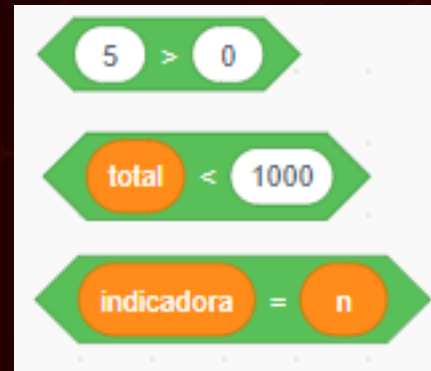 5 > 0
total < 1000
indicadora = n